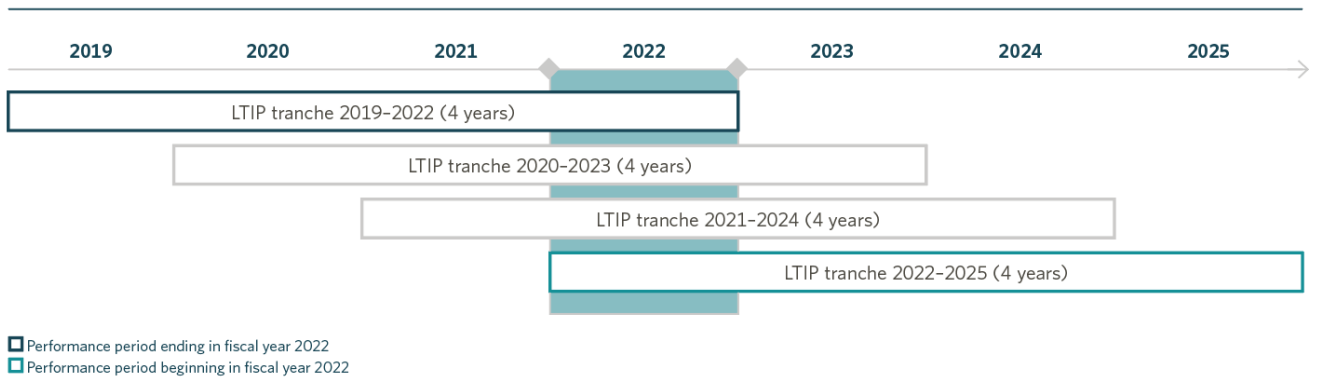 2019 2020 2021 2022 2023 2024 2025
LTIP tranche 2019–2022 (4 years)
LTIP tranche 2020–2023 (4 years)
LTIP tranche 2021–2024 (4 years)
LTIP tranche 2022–2025 (4 years)
Performance period ending in fiscal year 2022
Performance period beginning in fiscal year 2022